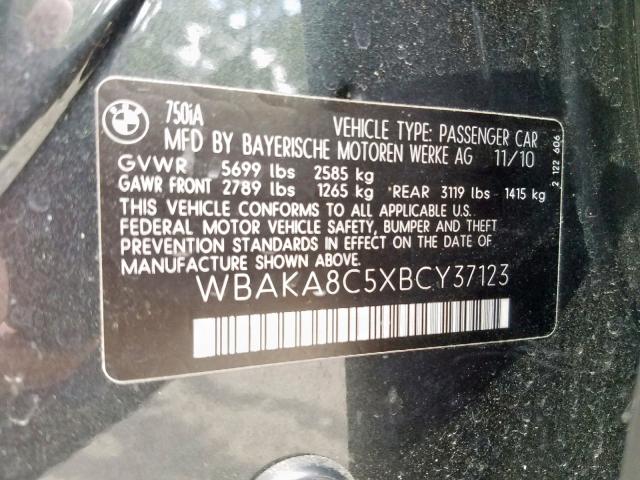 BMW
750iA
VEHICLE TYPE: PASSENGER CAR
MFD BY BAYERISCHE MOTOREN WERKE AG 11/10
GVWR 5699 lbs 2585 kg
GAWR FRONT 2789 lbs 1265 kg REAR 3119 lbs - 1415 kg
THIS VEHICLE CONFORMS TO ALL APPLICABLE U.S.
FEDERAL MOTOR VEHICLE SAFETY, BUMPER AND THEFT
PREVENTION STANDARDS IN EFFECT ON THE DATE OF
MANUFACTURE SHOWN ABOVE.
WBAKA8C5XBCY37123
2 122 606